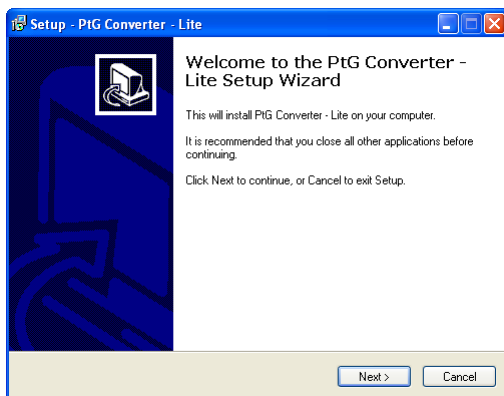 Setup - PtG Converter - Lite
Welcome to the PtG Converter -
Lite Setup Wizard
This will install PtG Converter - Lite on your computer.
It is recommended that you close all other applications before
continuing.
Click Next to continue, or Cancel to exit Setup.
Next >
Cancel